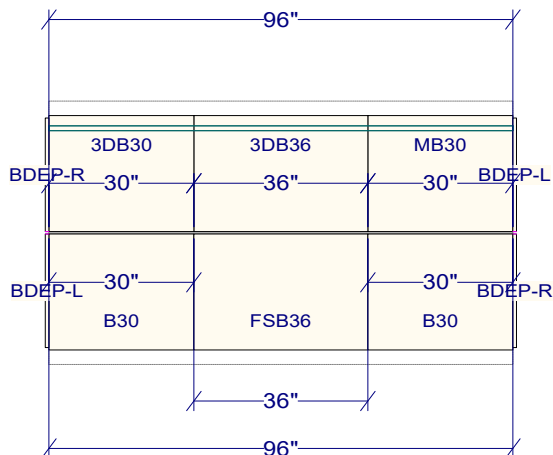 96"
3DB30 3DB36 MB30
BDEP-R 30" 36" 30" BDEP-L
BDEP-L 30" 30" BDEP-R
B30 FSB36 B30
36"
96"